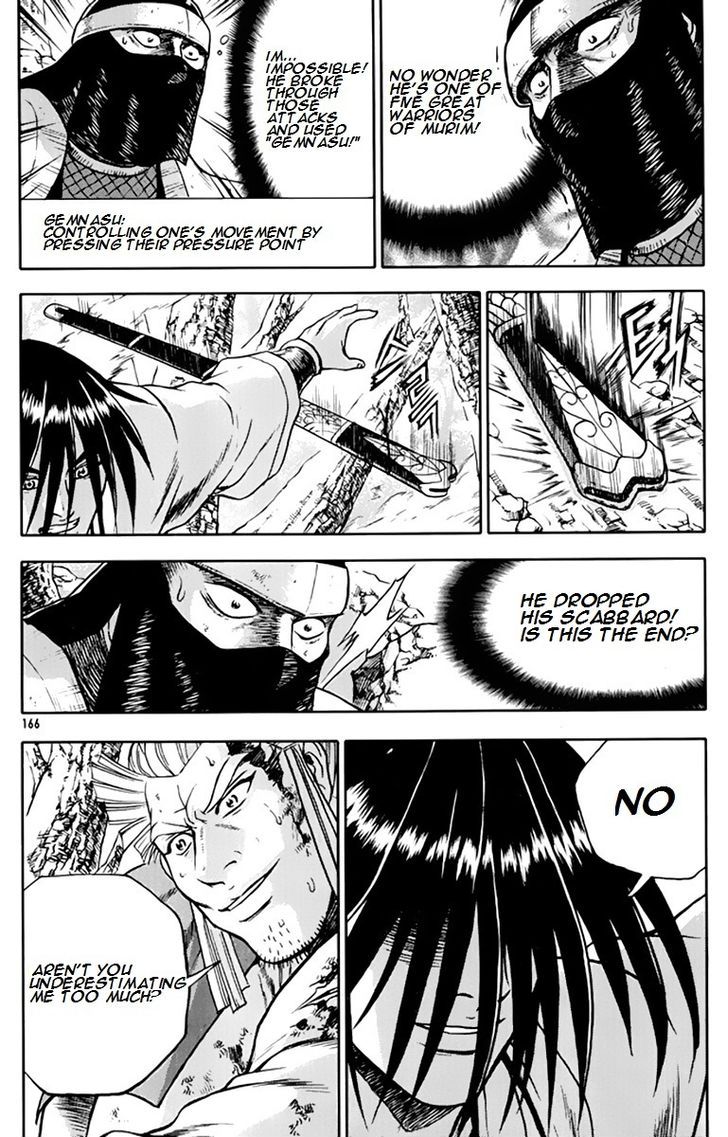 IM...
IMPOSSIBLE!
HE BROKE
THROUGH
THOSE
ATTACKS
AND USED
"GEMNASU!"
NO WONDER
HE'S ONE OF
FIVE GREAT
WARRIORS
OF MURIM!
GEMNASU:
CONTROLLING ONE'S MOVEMENT BY
PRESSING THEIR PRESSURE POINT
HE DROPPED
HIS SCABBARD!
IS THIS THE END?
166
AREN'T YOU
UNDERESTIMATING
ME TOO MUCH?
NO